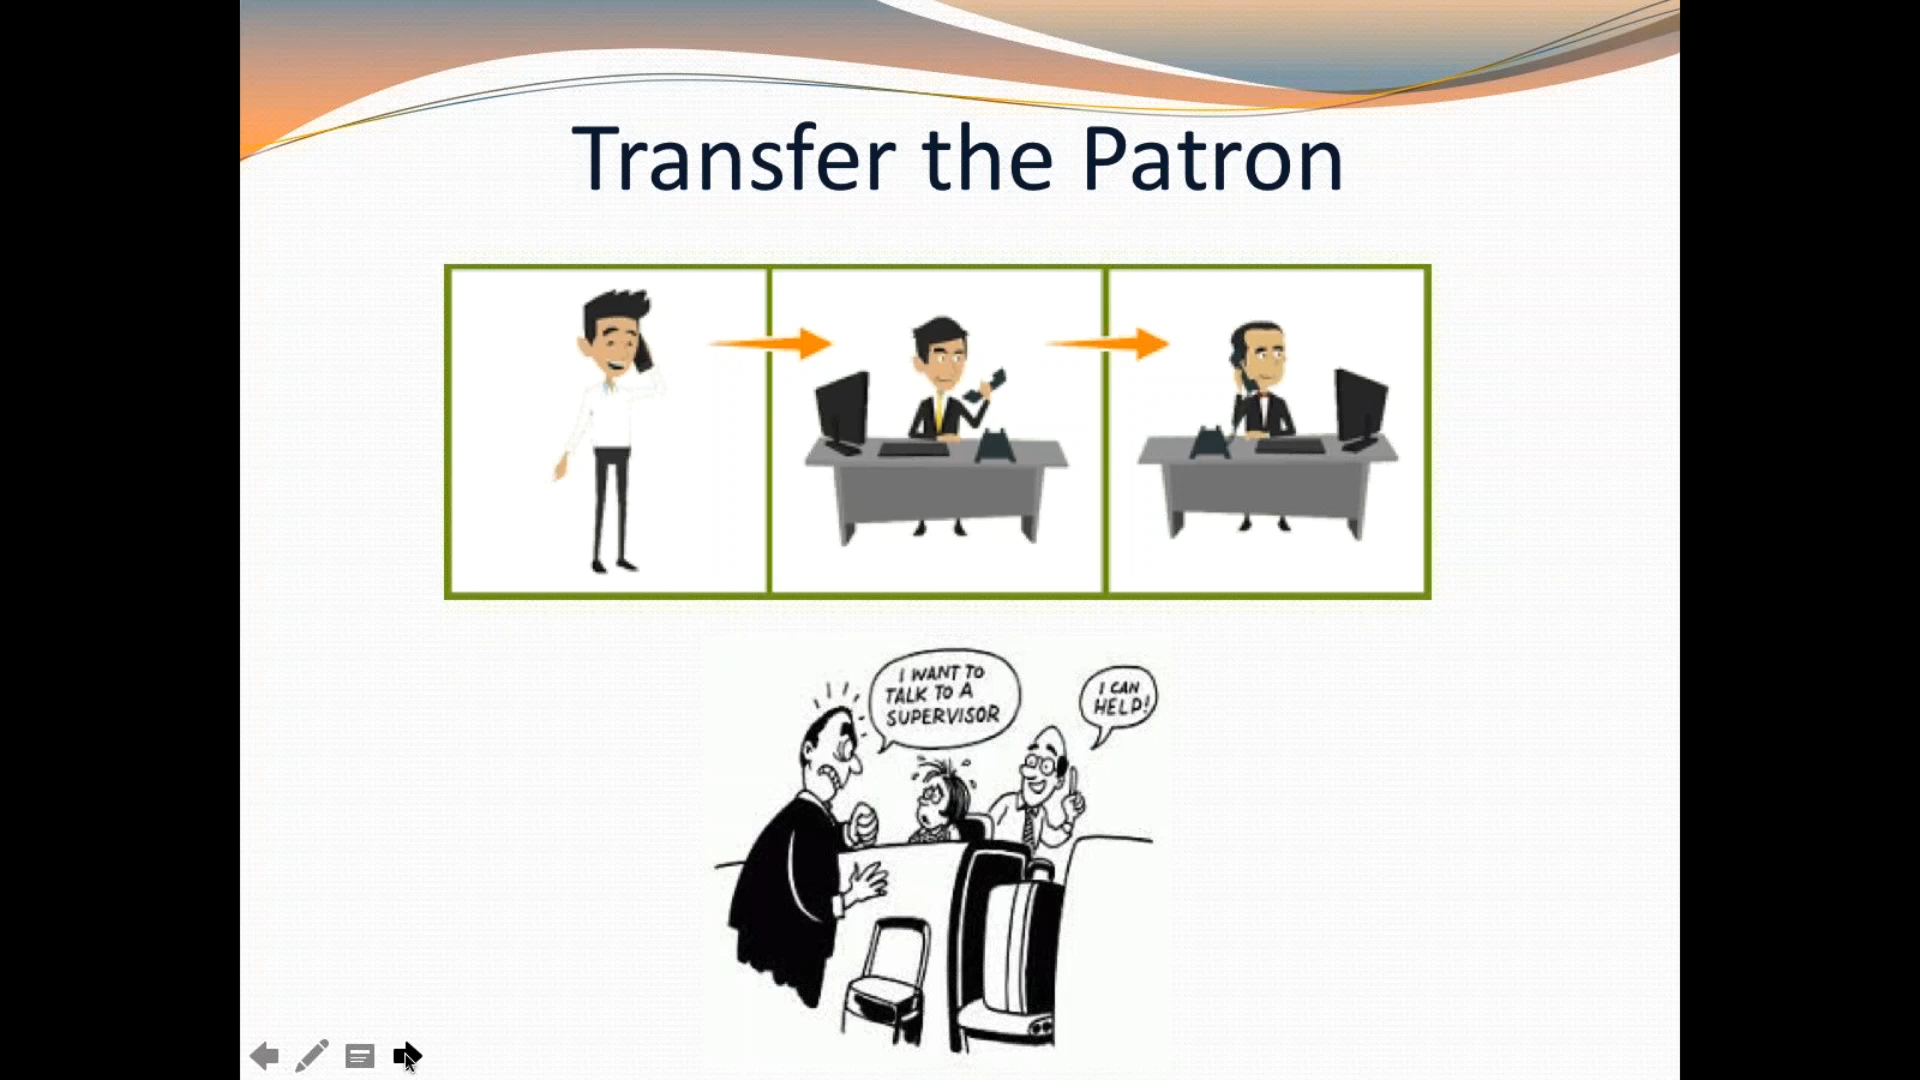 Transfer the Patron
I WANT TO
TALK TO A
SUPERVISOR
I CAN
HELP!